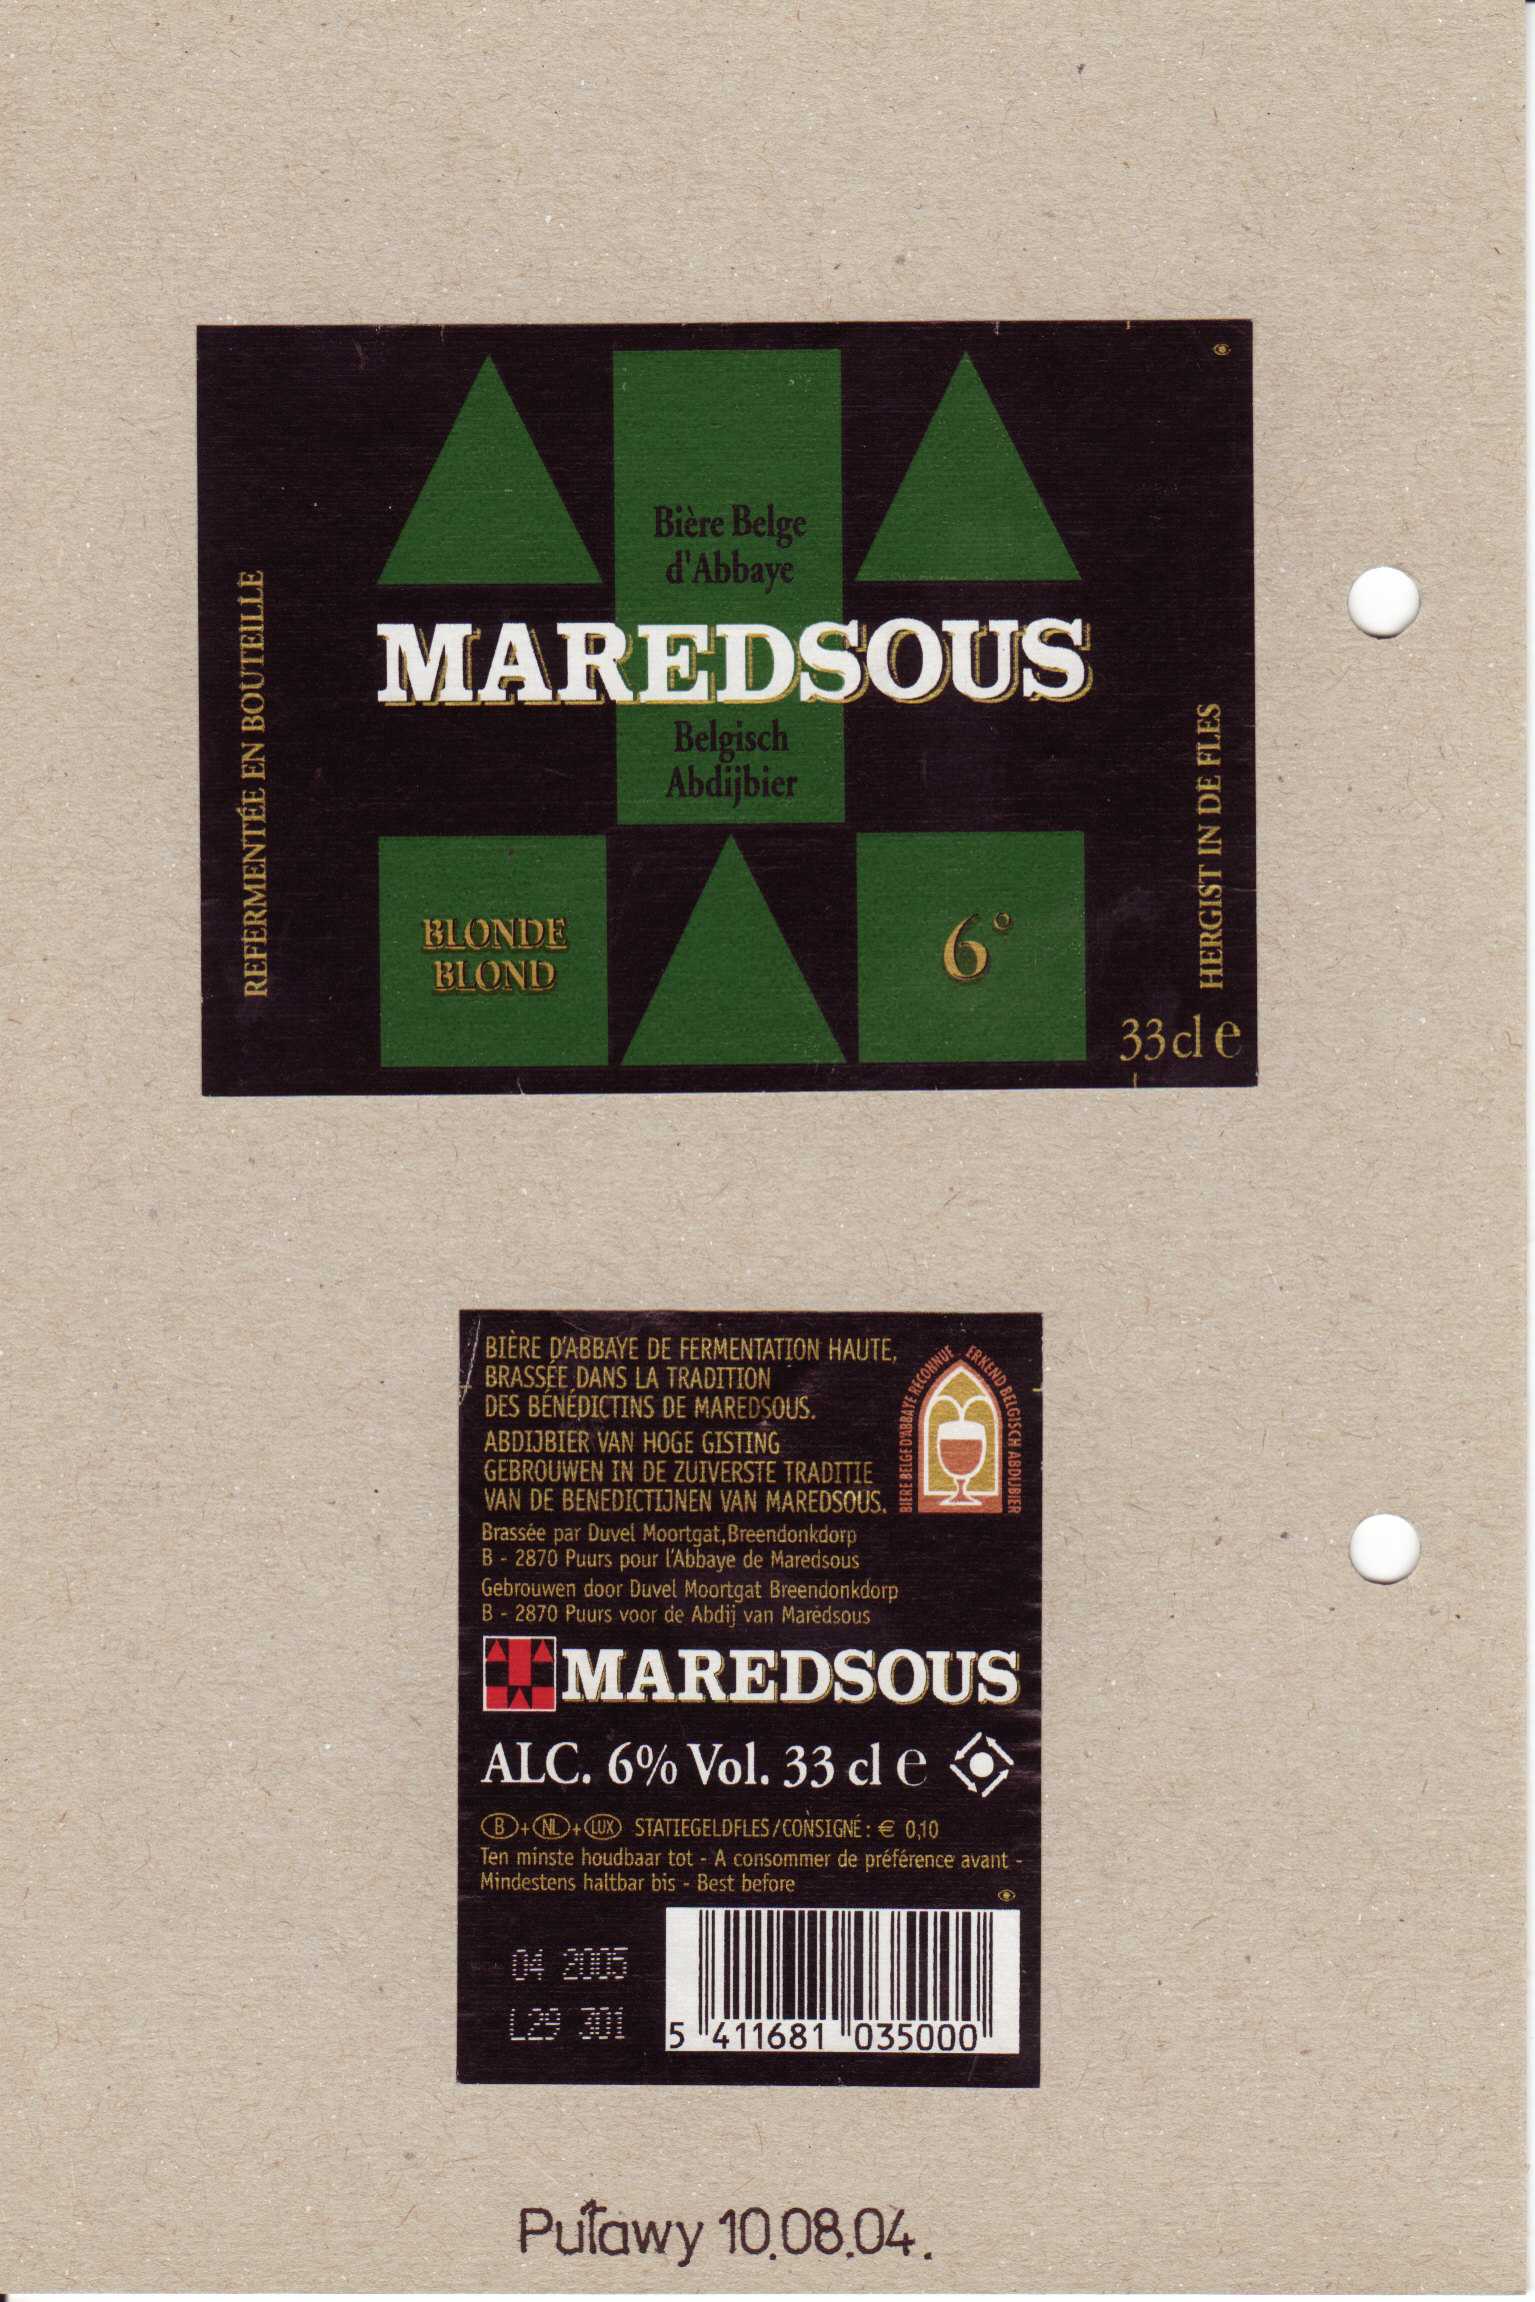 Bière Belge
d'Abbaye
MAREDSOUS
Belgisch
Abdijbier
BLONDE
BLOND
6°
REFERMENTÉE EN BOUTEILLE
HERGIST IN DE FLES
33 cl e
BIÈRE D'ABBAYE DE FERMENTATION HAUTE,
BRASSÉE DANS LA TRADITION
DES BÉNÉDICTINS DE MAREDSOUS.
ABDIJBIER VAN HOGE GISTING
GEBROUWEN IN DE ZUIVERSTE TRADITIE
VAN DE BENEDICTIJNEN VAN MAREDSOUS.
BIERE BELGE D'ABBAYE RECONNUE
ERKEND BELGISCH ABDIJBIER
Brassée par Duvel Moortgat,Breendonkdorp
B - 2870 Puurs pour l'Abbaye de Maredsous
Gebrouwen door Duvel Moortgat Breendonkdorp
B - 2870 Puurs voor de Abdij van Maredsous
MAREDSOUS
ALC. 6% Vol. 33 cl e
B+NL+LUX STATIEGELDFLES/CONSIGNÉ: € 0,10
Ten minste houdbaar tot - A consommer de préférence avant -
Mindestens haltbar bis - Best before
04 2005
L29 301
5 411681 035000
Puławy 10.08.04.